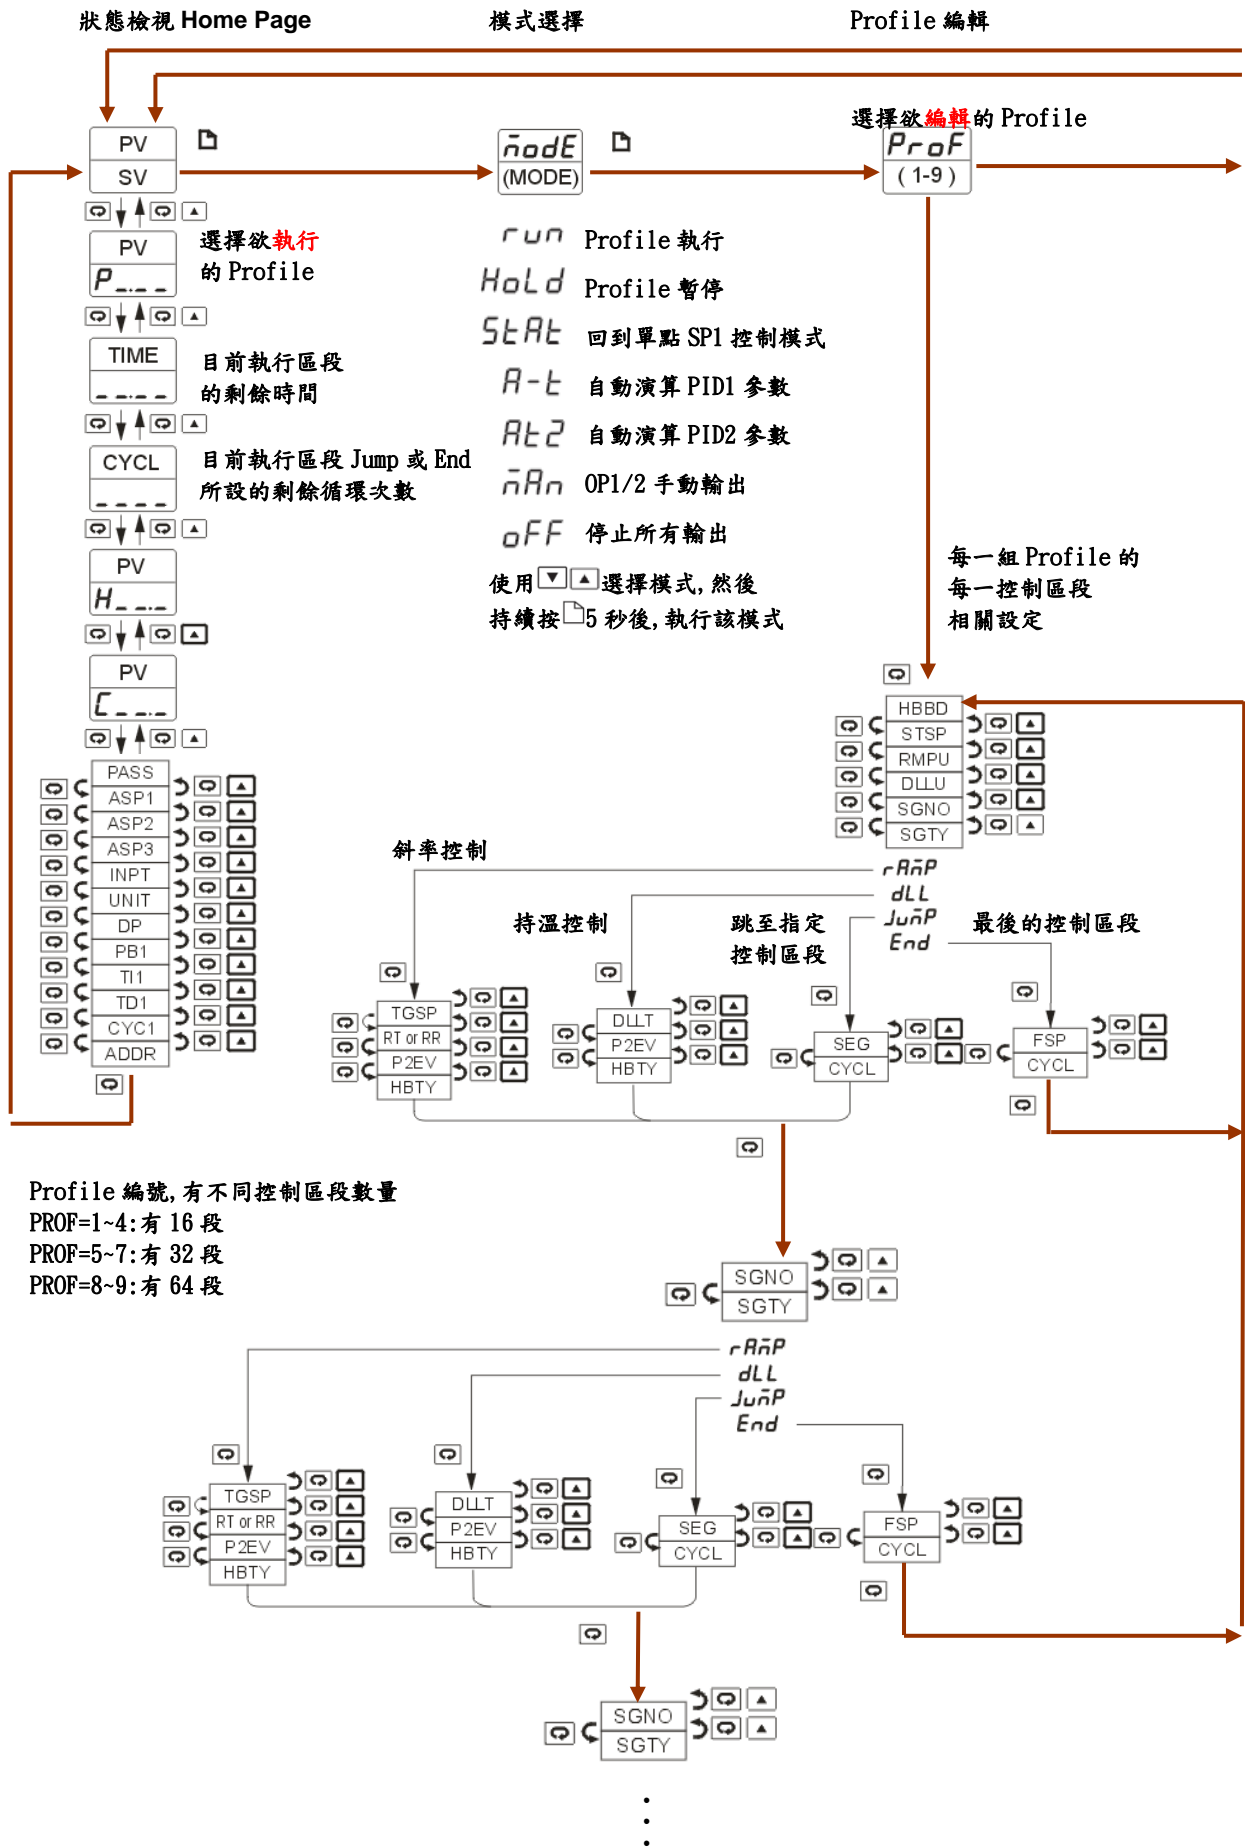 狀態檢視 Home Page
模式選擇
Profile 編輯
PV
SV
選擇欲執行
的 Profile
PV
P_._ _
TIME
_ _._ _
目前執行區段
的剩餘時間
CYCL
_ _ _ _
目前執行區段 Jump 或 End
所設的剩餘循環次數
PV
H_ _._
PV
C_ _._
PASS
ASP1
ASP2
ASP3
INPT
UNIT
DP
PB1
TI1
TD1
CYC1
ADDR
modE
(MODE)
run Profile 執行
HoLd Profile 暫停
StAt 回到單點 SP1 控制模式
A-t 自動演算 PID1 參數
At2 自動演算 PID2 參數
mAn OP1/2 手動輸出
oFF 停止所有輸出
使用▼▲選擇模式,然後
持續按5 秒後,執行該模式
選擇欲編輯的 Profile
ProF
(1-9)
每一組 Profile 的
每一控制區段
相關設定
HBBD
STSP
RMPU
DLLU
SGNO
SGTY
斜率控制
持溫控制
跳至指定
控制區段
最後的控制區段
rAmP
dLL
JumP
End
TGSP
RT or RR
P2EV
HBTY
DLLT
P2EV
HBTY
SEG
CYCL
FSP
CYCL
Profile 編號,有不同控制區段數量
PROF=1~4:有 16 段
PROF=5~7:有 32 段
PROF=8~9:有 64 段
SGNO
SGTY
rAmP
dLL
JumP
End
TGSP
RT or RR
P2EV
HBTY
DLLT
P2EV
HBTY
SEG
CYCL
FSP
CYCL
SGNO
SGTY